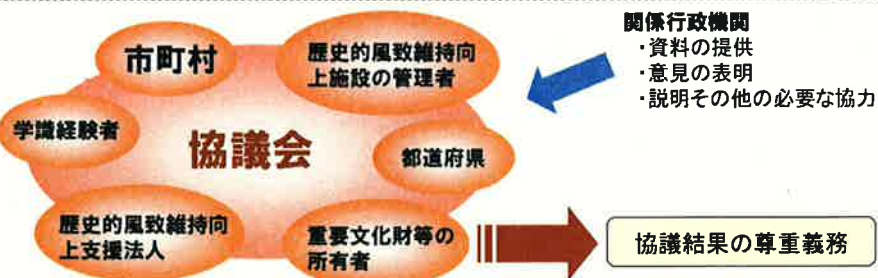 関係行政機関
・資料の提供
・意見の表明
・説明その他の必要な協力
市町村
歴史的風致維持向
上施設の管理者
学識経験者
協議会
都道府県
歴史的風致維持向
上支援法人
重要文化財等の
所有者
協議結果の尊重義務